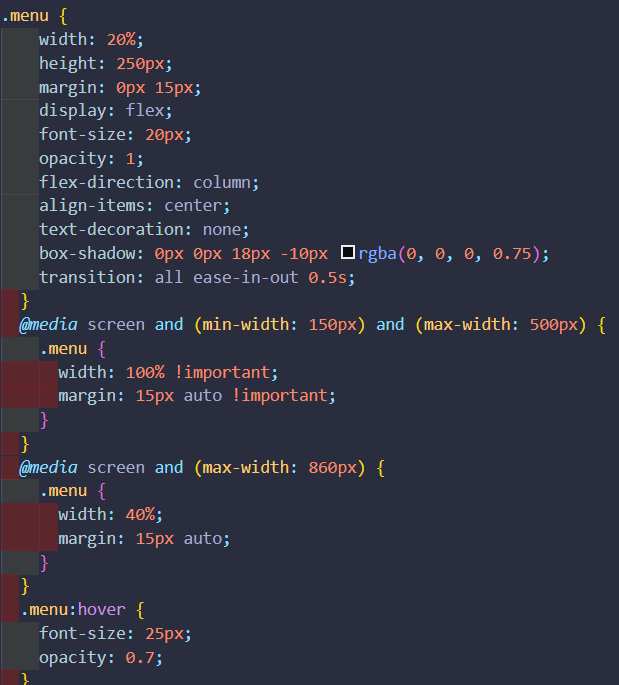 .menu {
width: 20%;
height: 250px;
margin: 0px 15px;
display: flex;
font-size: 20px;
opacity: 1;
flex-direction: column;
align-items: center;
text-decoration: none;
box-shadow: 0px 0px 18px -10px rgba(0, 0, 0, 0.75);
transition: all ease-in-out 0.5s;
}
@media screen and (min-width: 150px) and (max-width: 500px) {
.menu {
width: 100% !important;
margin: 15px auto !important;
}
}
@media screen and (max-width: 860px) {
.menu {
width: 40%;
margin: 15px auto;
}
}
.menu:hover {
font-size: 25px;
opacity: 0.7;
}